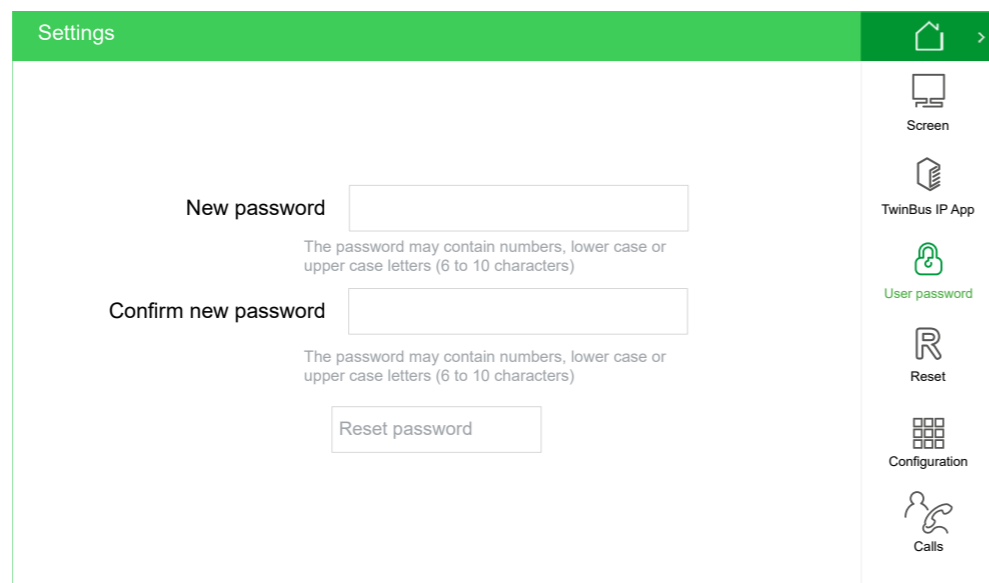 Settings
Screen
TwinBus IP App
User password
Reset
Configuration
Calls
New password
The password may contain numbers, lower case or
upper case letters (6 to 10 characters)
Confirm new password
The password may contain numbers, lower case or
upper case letters (6 to 10 characters)
Reset password